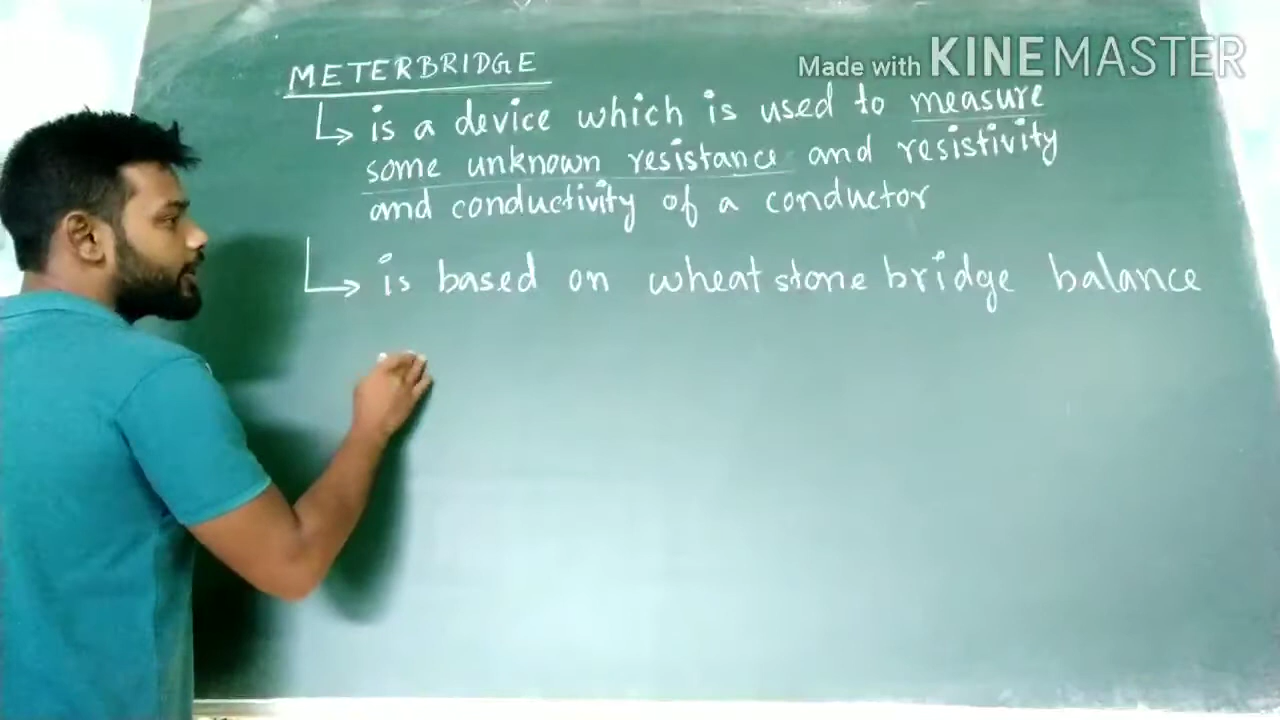 Made with KINEMASTER
METERBRIDGE
is a device which is used to measure
some unknown resistance and resistivity
and conductivity of a conductor
is based on wheatstone bridge balance